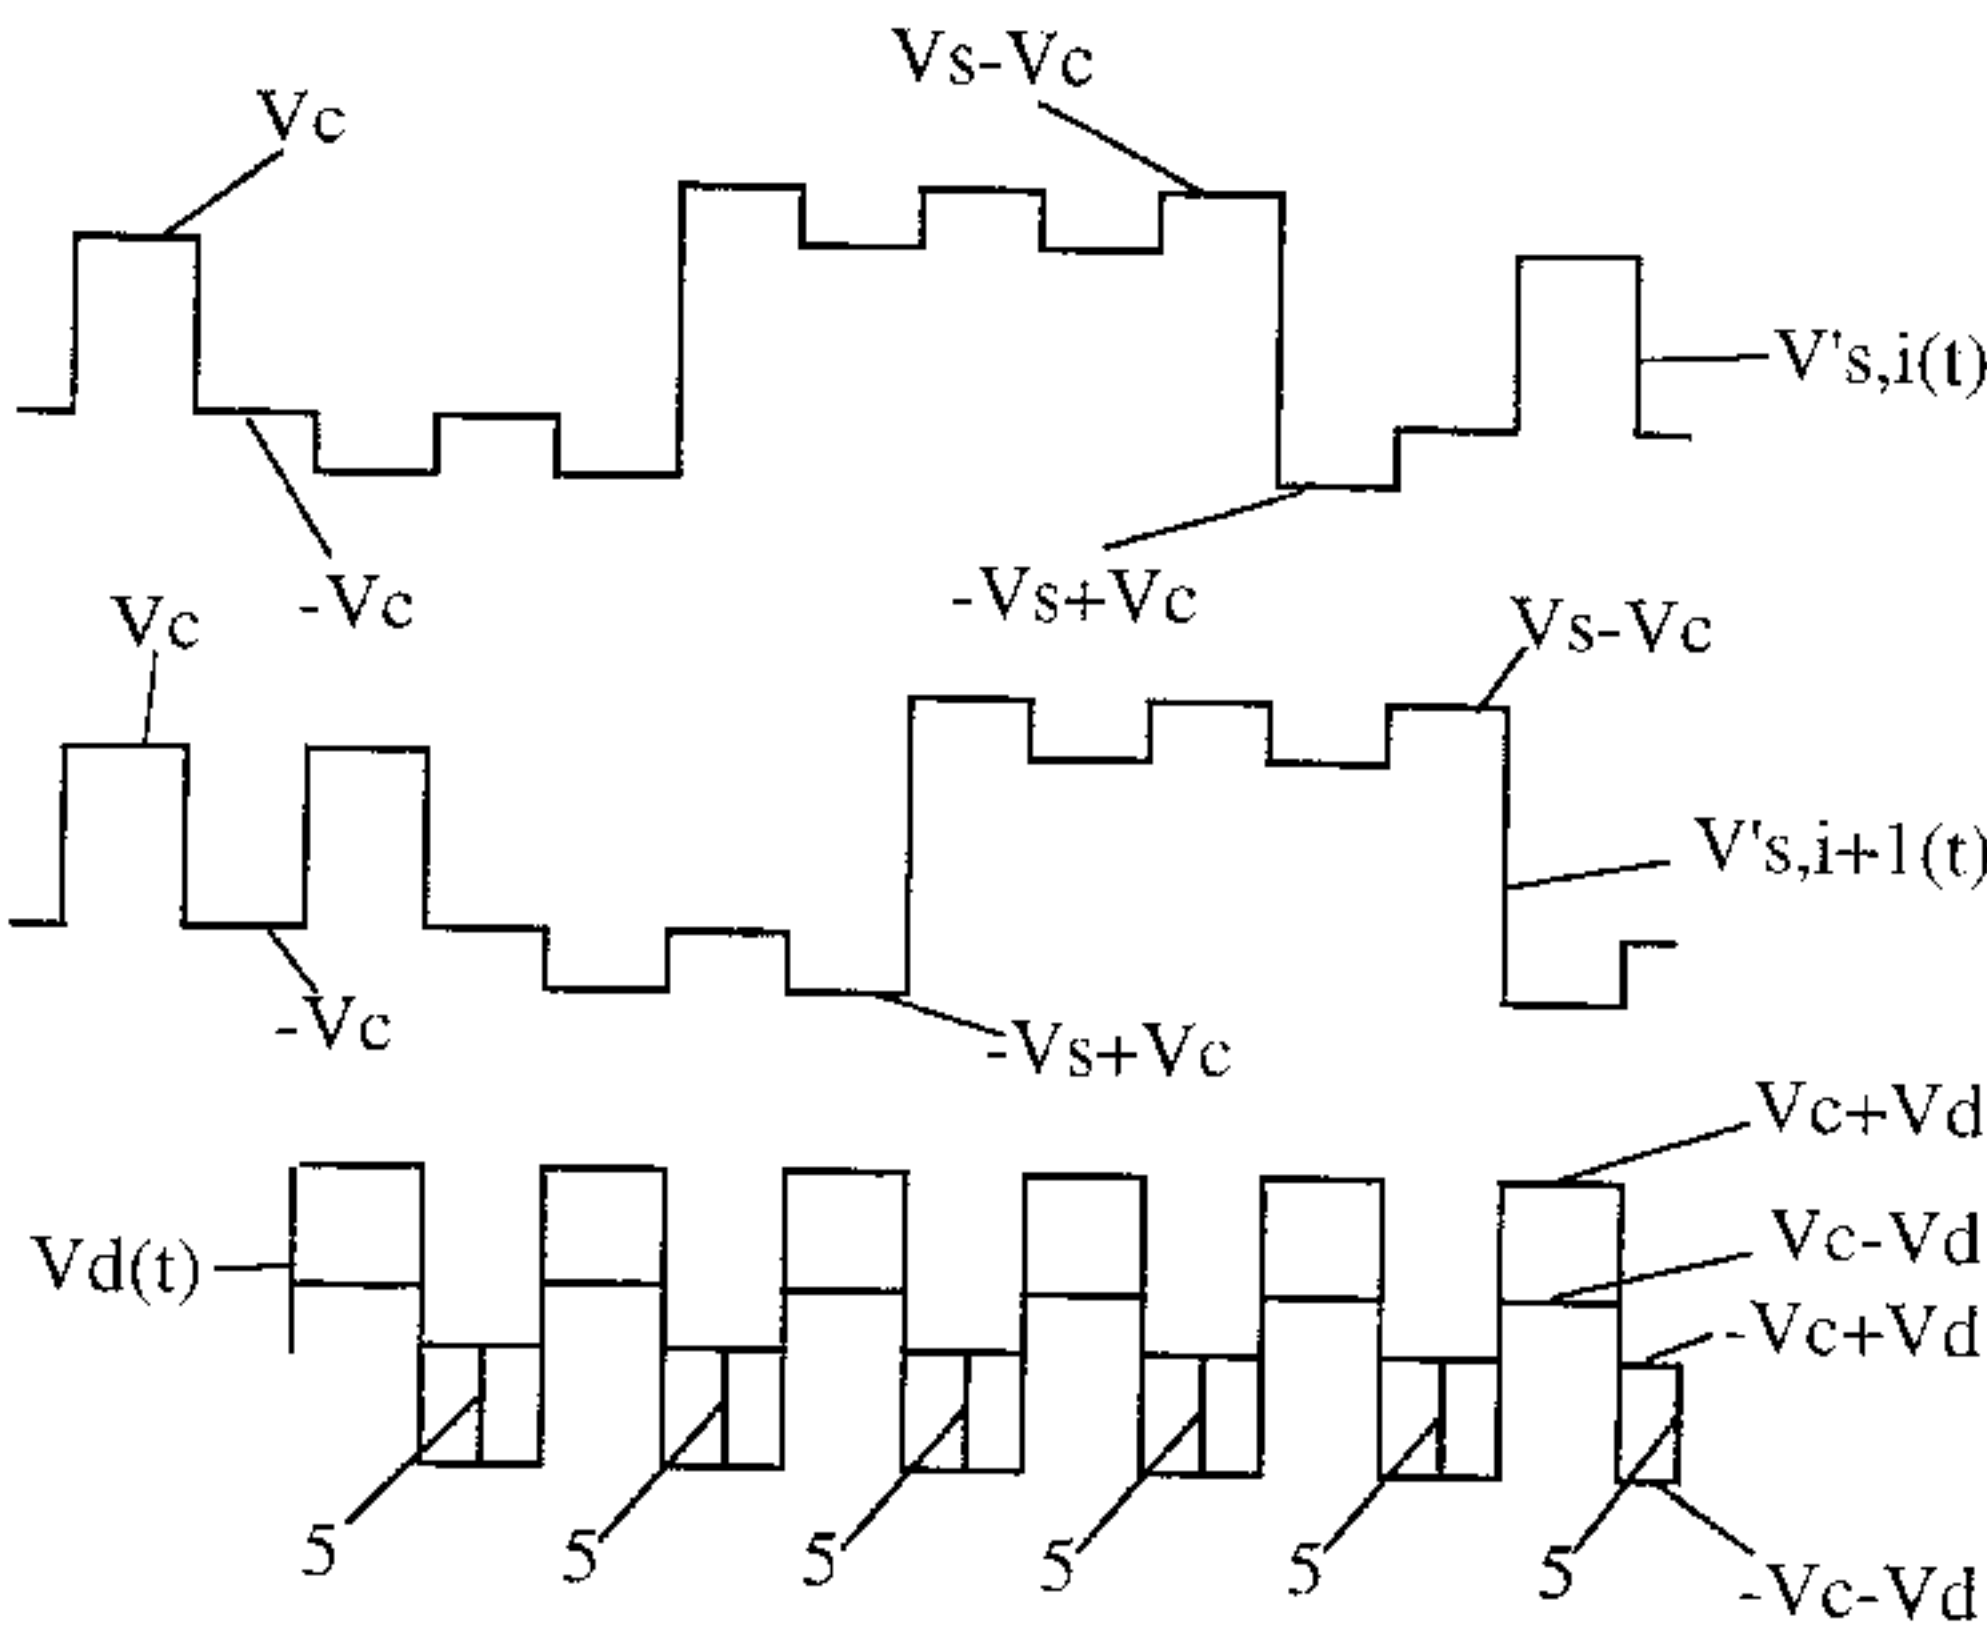 Vs-Vc
Vc
V's,i(t)
-Vc
-Vs+Vc
Vc
Vs-Vc
V's,i+1(t)
-Vc
-Vs+Vc
Vc+Vd
Vd(t)
Vc-Vd
-Vc+Vd
5
5
5
5
5
5
-Vc-Vd